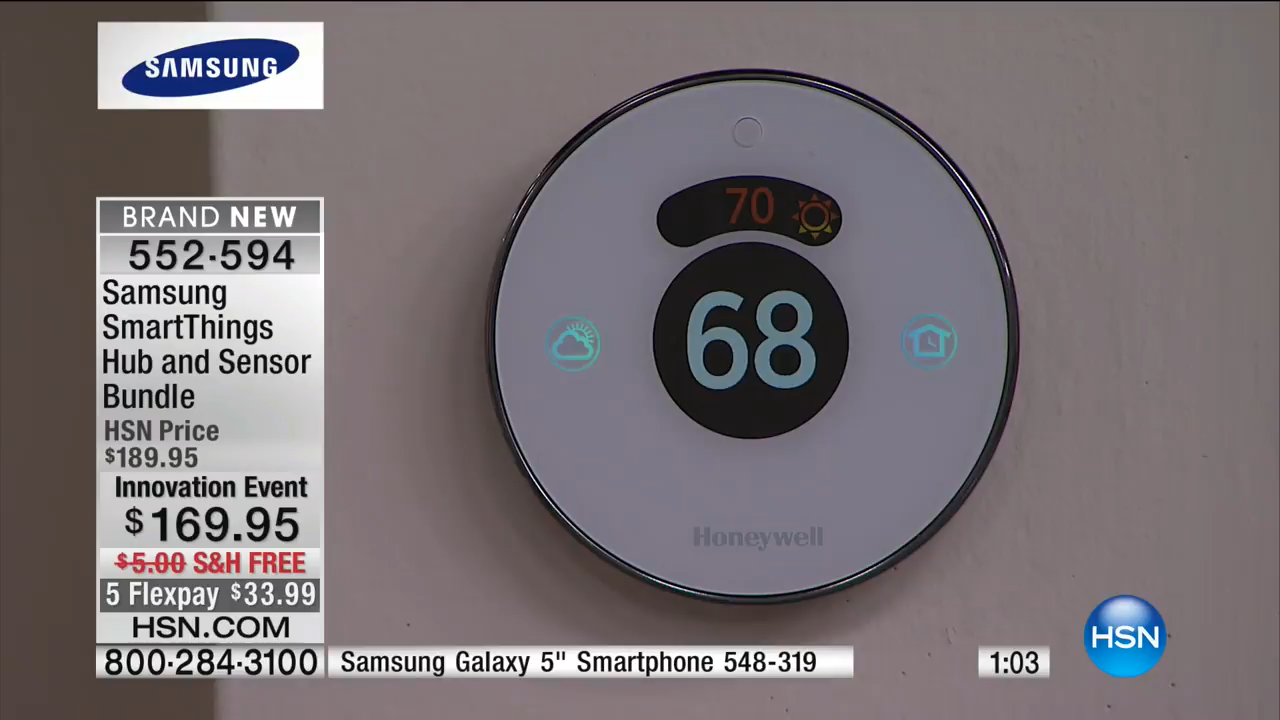 SAMSUNG
BRAND NEW
552·594
Samsung
SmartThings
Hub and Sensor
Bundle
HSN Price
$189.95
Innovation Event
$169.95
$5.00 S&H FREE
5 Flexpay $33.99
HSN.COM
800·284·3100
Samsung Galaxy 5" Smartphone 548-319
1:03
HSN
70
68
Honeywell